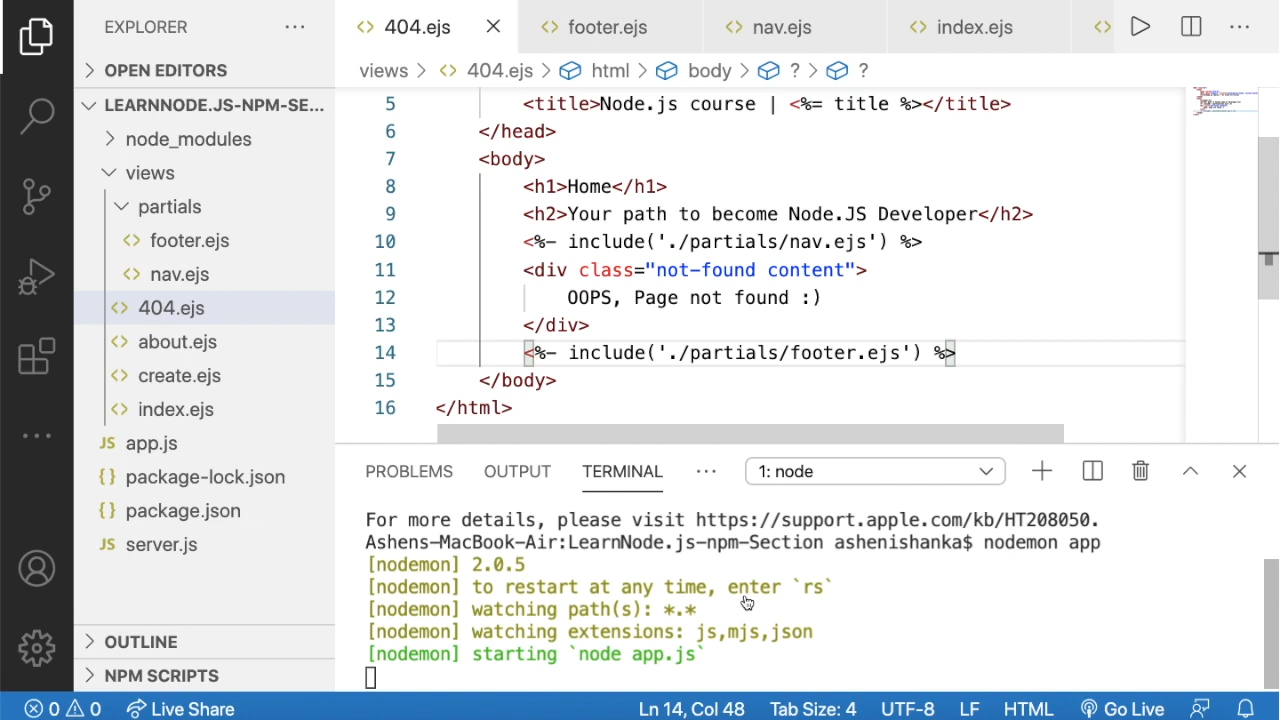 EXPLORER
OPEN EDITORS
LEARNNODE.JS-NPM-SE...
node_modules
views
partials
footer.ejs
nav.ejs
404.ejs
about.ejs
create.ejs
index.ejs
JS app.js
{} package-lock.json
{} package.json
JS server.js
OUTLINE
NPM SCRIPTS
<> 404.ejs
<> footer.ejs
<> nav.ejs
<> index.ejs
<>
views > <> 404.ejs > html > body > ? > ?
5 <title>Node.js course | <%= title %></title>
6 </head>
7 <body>
8 <h1>Home</h1>
9 <h2>Your path to become Node.JS Developer</h2>
10 <%- include('./partials/nav.ejs') %>
11 <div class="not-found content">
12 OOPS, Page not found :)
13 </div>
14 <%- include('./partials/footer.ejs') %>
15 </body>
16 </html>
PROBLEMS OUTPUT TERMINAL ... 1: node
For more details, please visit https://support.apple.com/kb/HT208050.
Ashens-MacBook-Air:LearnNode.js-npm-Section ashenishanka$ nodemon app
[nodemon] 2.0.5
[nodemon] to restart at any time, enter `rs`
[nodemon] watching path(s): *.*
[nodemon] watching extensions: js,mjs,json
[nodemon] starting `node app.js`
0 0 Live Share Ln 14, Col 48 Tab Size: 4 UTF-8 LF HTML Go Live